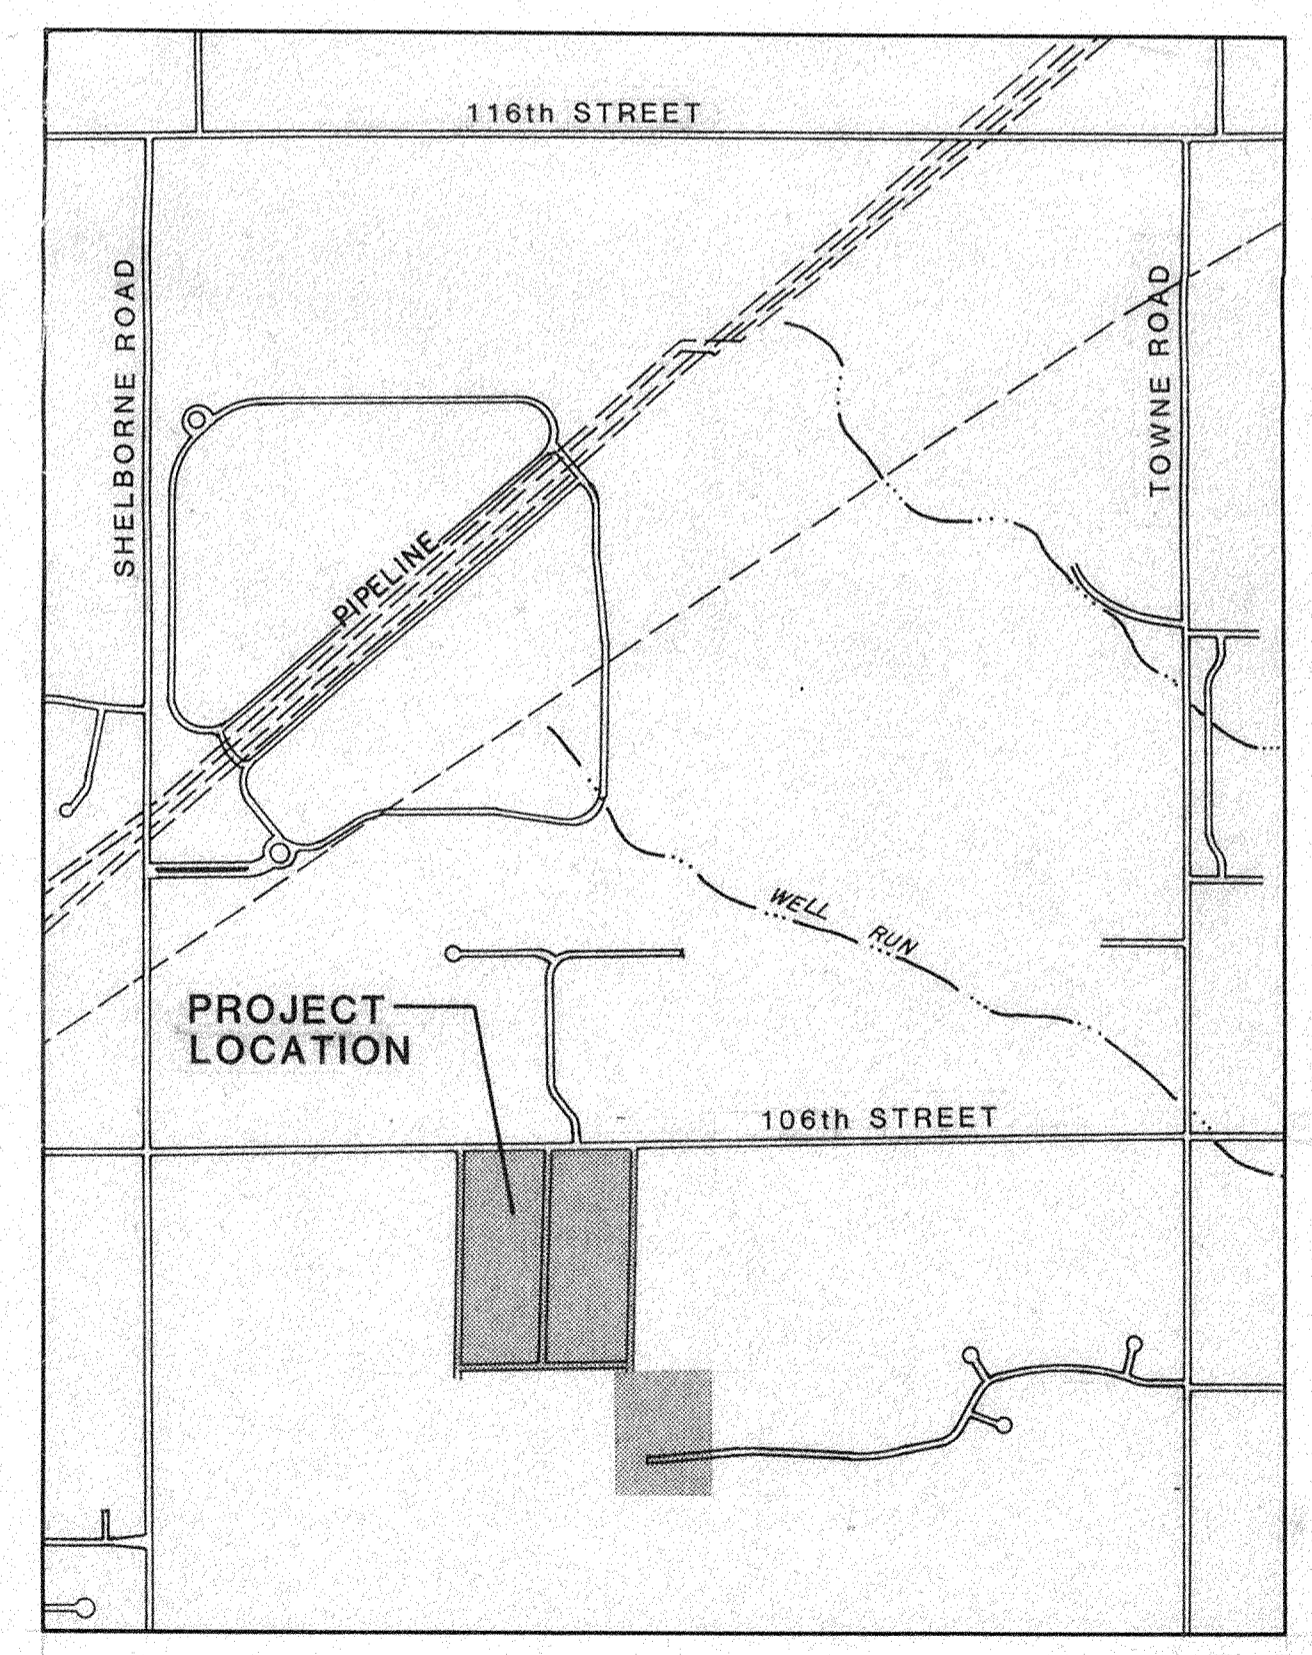 116th STREET
SHELBORNE ROAD
TOWNE ROAD
PIPELINE
WELL RUN
PROJECT
LOCATION
106th STREET